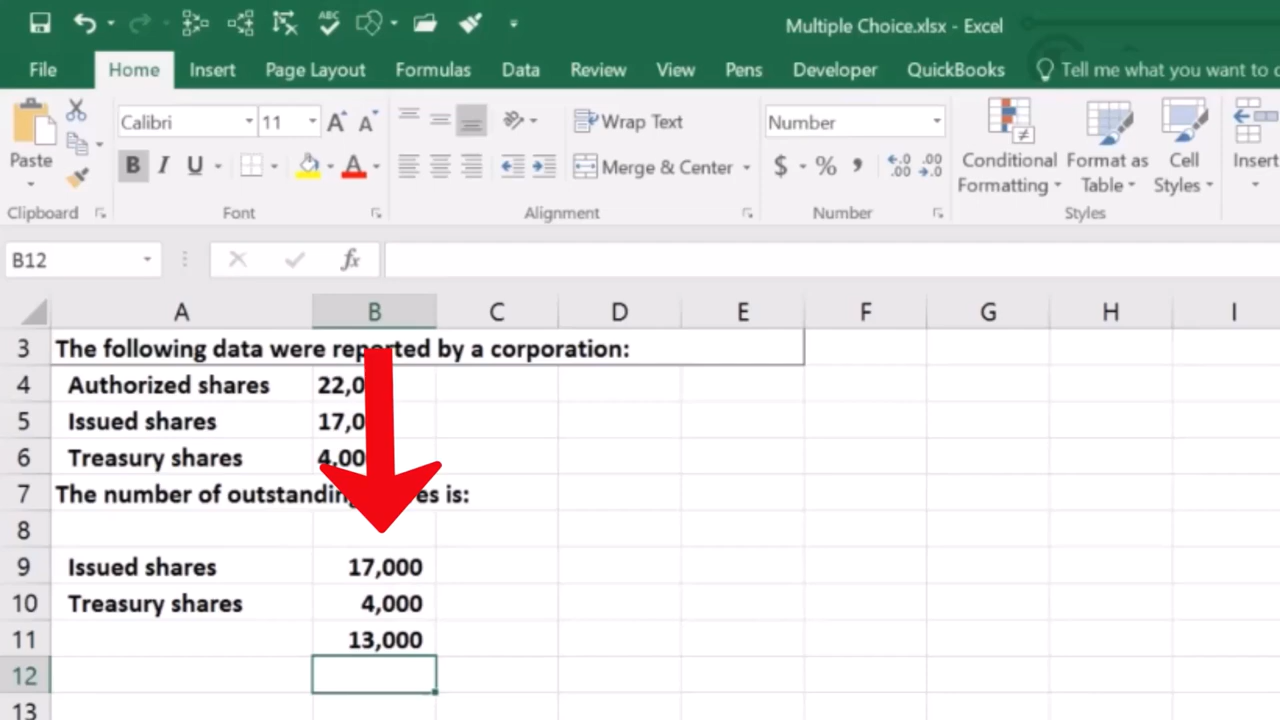 Multiple Choice.xlsx - Excel
File Home Insert Page Layout Formulas Data Review View Pens Developer QuickBooks Tell me what you want to
Calibri 11 Wrap Text Number
Paste B I U Merge & Center $ % , Conditional Formatting Format as Table Cell Styles Insert
Clipboard Font Alignment Number Styles
B12 fx
A B C D E F G H I
3 The following data were reported by a corporation:
4 Authorized shares 22,0
5 Issued shares 17,0
6 Treasury shares 4,00
7 The number of outstanding es is:
8
9 Issued shares 17,000
10 Treasury shares 4,000
11 13,000
12
13